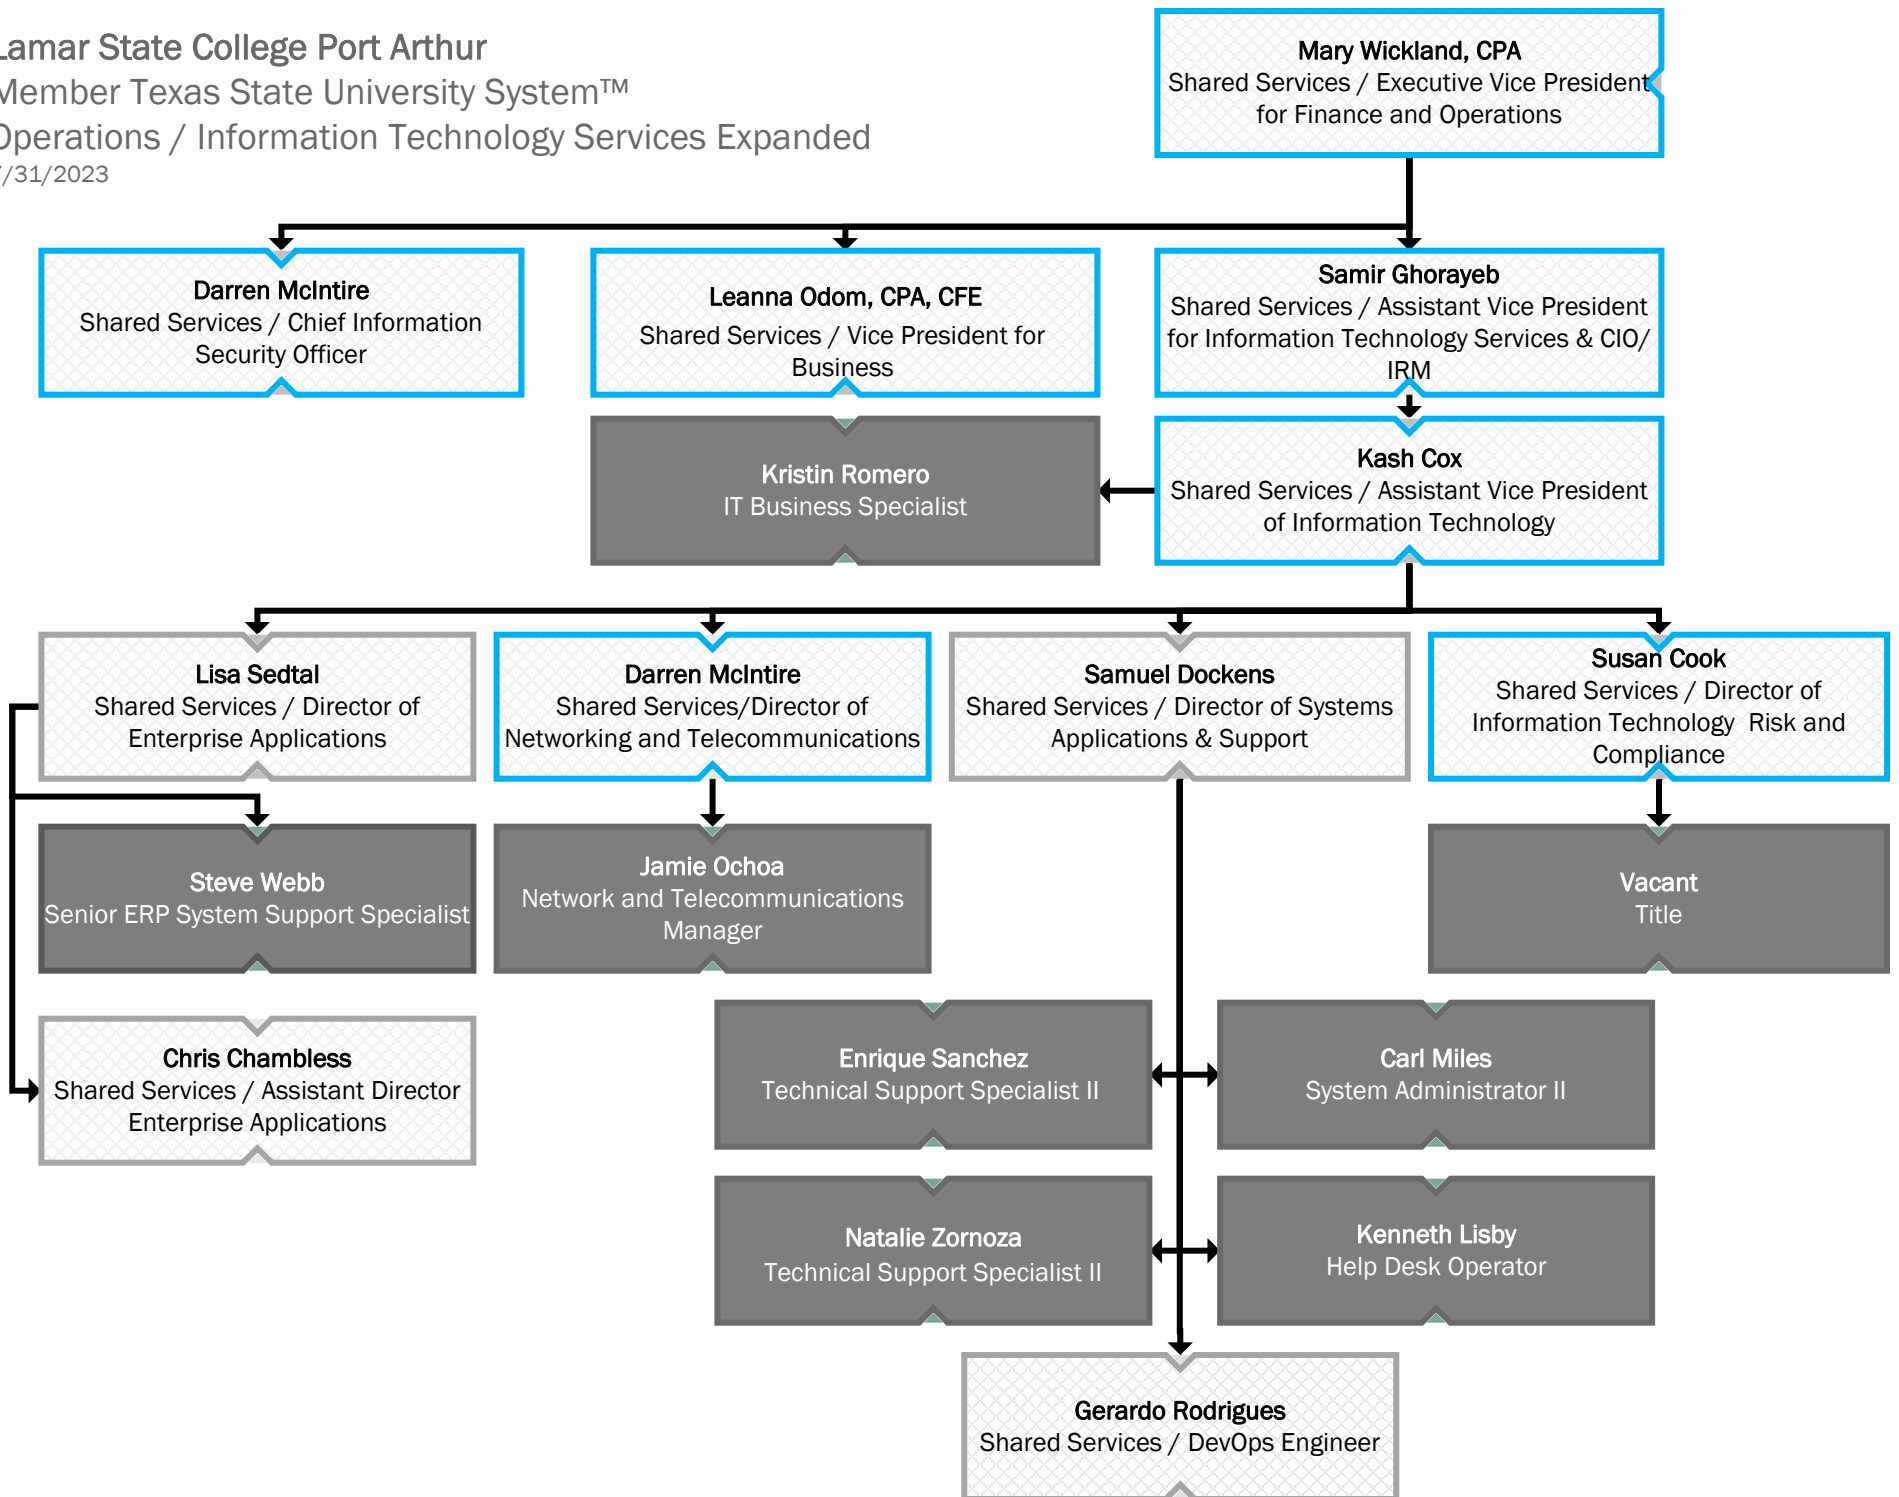 Lamar State College Port Arthur
Member Texas State University System™
Operations / Information Technology Services Expanded
/31/2023
Mary Wickland, CPA
Shared Services / Executive Vice President
for Finance and Operations
Darren McIntire
Shared Services / Chief Information
Security Officer
Leanna Odom, CPA, CFE
Shared Services / Vice President for
Business
Samir Ghorayeb
Shared Services / Assistant Vice President
for Information Technology Services & CIO/
IRM
Kristin Romero
IT Business Specialist
Kash Cox
Shared Services / Assistant Vice President
of Information Technology
Lisa Sedtal
Shared Services / Director of
Enterprise Applications
Darren McIntire
Shared Services/Director of
Networking and Telecommunications
Samuel Dockens
Shared Services / Director of Systems
Applications & Support
Susan Cook
Shared Services / Director of
Information Technology Risk and
Compliance
Steve Webb
Senior ERP System Support Specialist
Jamie Ochoa
Network and Telecommunications
Manager
Vacant
Title
Enrique Sanchez
Technical Support Specialist II
Carl Miles
System Administrator II
Chris Chambless
Shared Services / Assistant Director
Enterprise Applications
Natalie Zornoza
Technical Support Specialist II
Kenneth Lisby
Help Desk Operator
Gerardo Rodrigues
Shared Services / DevOps Engineer